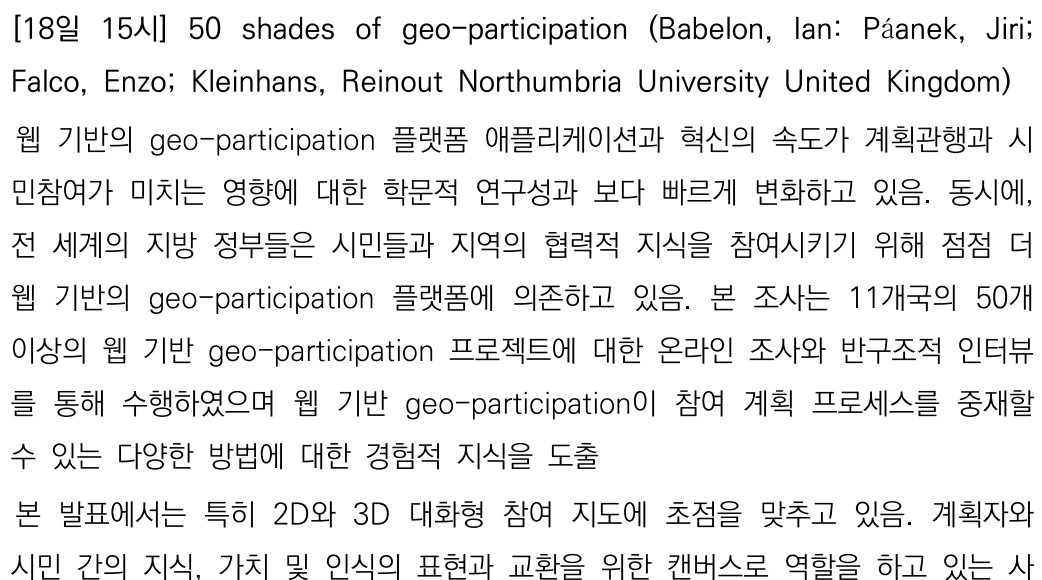 [18일 15시] 50 shades of geo-participation (Babelon, Ian: Páanek, Jiri;
Falco, Enzo; Kleinhans, Reinout Northumbria University United Kingdom)
웹 기반의 geo-participation 플랫폼 애플리케이션과 혁신의 속도가 계획관행과 시
민참여가 미치는 영향에 대한 학문적 연구성과 보다 빠르게 변화하고 있음. 동시에,
전 세계의 지방 정부들은 시민들과 지역의 협력적 지식을 참여시키기 위해 점점 더
웹 기반의 geo-participation 플랫폼에 의존하고 있음. 본 조사는 11개국의 50개
이상의 웹 기반 geo-participation 프로젝트에 대한 온라인 조사와 반구조적 인터뷰
를 통해 수행하였으며 웹 기반 geo-participation이 참여 계획 프로세스를 중재할
수 있는 다양한 방법에 대한 경험적 지식을 도출
본 발표에서는 특히 2D와 3D 대화형 참여 지도에 초점을 맞추고 있음. 계획자와
시민 간의 지식, 가치 및 인식의 표현과 교환을 위한 캔버스로 역할을 하고 있는 사